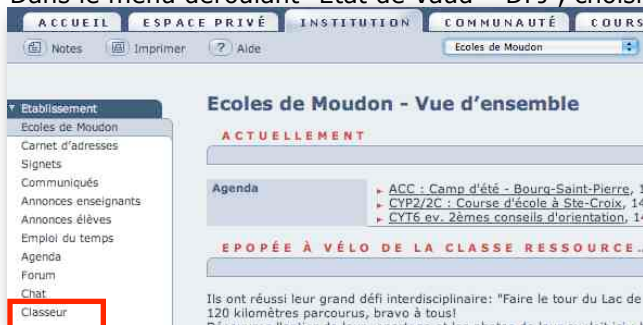 Dans le menu déroulant "Etat de Vaud - DFJ", choisi
ACCUEIL ESPACE PRIVÉ INSTITUTION COMMUNAUTÉ COURS
Notes Imprimer ? Aide Ecoles de Moudon
Etablissement
Ecoles de Moudon
Carnet d'adresses
Signets
Communiqués
Annonces enseignants
Annonces élèves
Emploi du temps
Agenda
Forum
Chat
Classeur
Ecoles de Moudon - Vue d'ensemble
ACTUELLEMENT
Agenda
ACC : Camp d'été - Bourg-Saint-Pierre, 1
CYP2/2C : Course d'école à Ste-Croix, 14
CYT6 ev. 2èmes conseils d'orientation, 14
EPOPÉE À VÉLO DE LA CLASSE RESSOURCE..
Ils ont réussi leur grand défi interdisciplinaire: "Faire le tour du Lac de
120 kilomètres parcourus, bravo à tous!